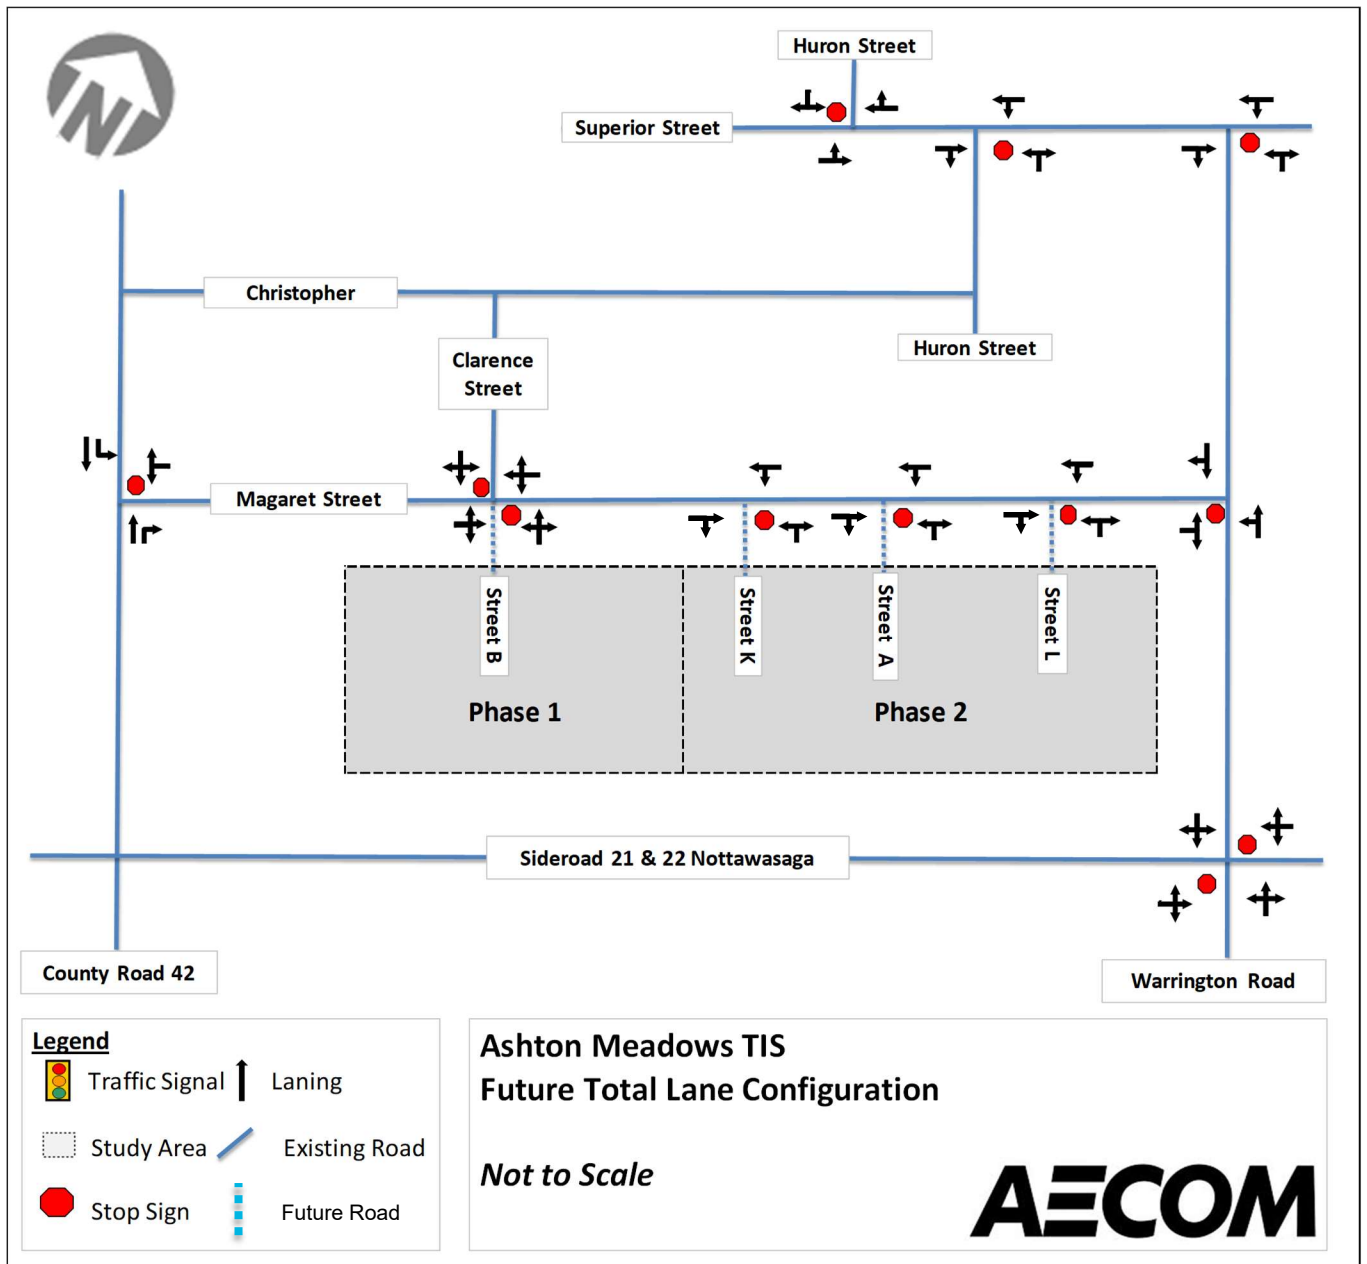 N
Huron Street
Superior Street
Christopher
Clarence
Street
Huron Street
Magaret Street
Street B
Street K
Street A
Street L
Phase 1
Phase 2
Sideroad 21 & 22 Nottawasaga
County Road 42
Warrington Road
Legend
Traffic Signal
Laning
Study Area
Existing Road
Stop Sign
Future Road
Ashton Meadows TIS
Future Total Lane Configuration
Not to Scale
AECOM